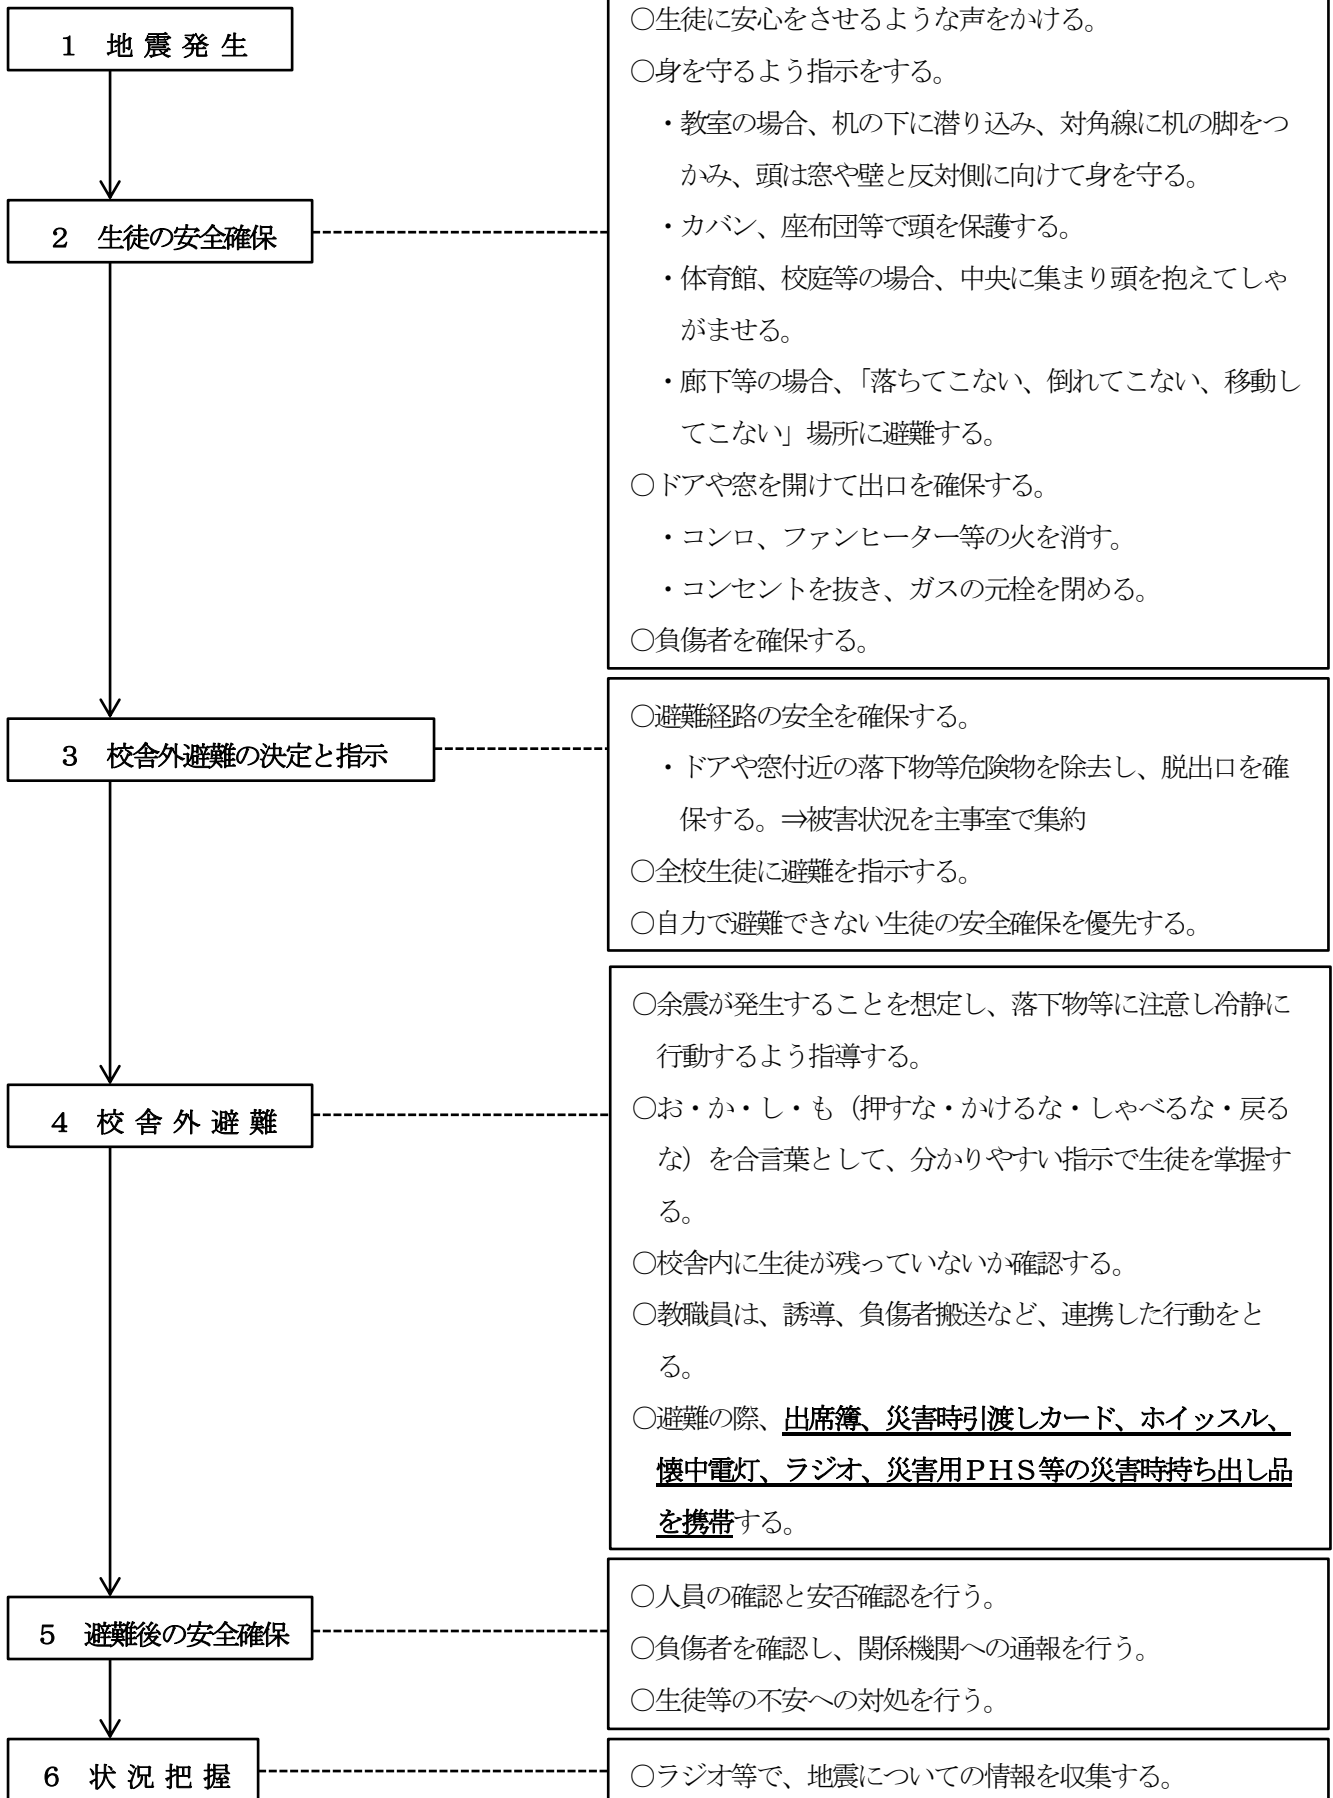 1 地震発生
○生徒に安心をさせるような声をかける。
○身を守るよう指示をする。
・教室の場合、机の下に潜り込み、対角線に机の脚をつ
かみ、頭は窓や壁と反対側に向けて身を守る。
2 生徒の安全確保
・カバン、座布団等で頭を保護する。
・体育館、校庭等の場合、中央に集まり頭を抱えてしゃ
がませる。
・廊下等の場合、「落ちてこない、倒れてこない、移動し
てこない」場所に避難する。
○ドアや窓を開けて出口を確保する。
・コンロ、ファンヒーター等の火を消す。
・コンセントを抜き、ガスの元栓を閉める。
○負傷者を確保する。
3 校舎外避難の決定と指示
○避難経路の安全を確保する。
・ドアや窓付近の落下物等危険物を除去し、脱出口を確
保する。⇒被害状況を主事室で集約
○全校生徒に避難を指示する。
○自力で避難できない生徒の安全確保を優先する。
4 校舎外避難
○余震が発生することを想定し、落下物等に注意し冷静に
行動するよう指導する。
○お・か・し・も（押すな・かけるな・しゃべるな・戻る
な）を合言葉として、分かりやすい指示で生徒を掌握す
る。
○校舎内に生徒が残っていないか確認する。
○教職員は、誘導、負傷者搬送など、連携した行動をと
る。
○避難の際、出席簿、災害時引渡しカード、ホイッスル、
懐中電灯、ラジオ、災害用PHS等の災害時持ち出し品
を携帯する。
5 避難後の安全確保
○人員の確認と安否確認を行う。
○負傷者を確認し、関係機関への通報を行う。
○生徒等の不安への対処を行う。
6 状況把握
○ラジオ等で、地震についての情報を収集する。